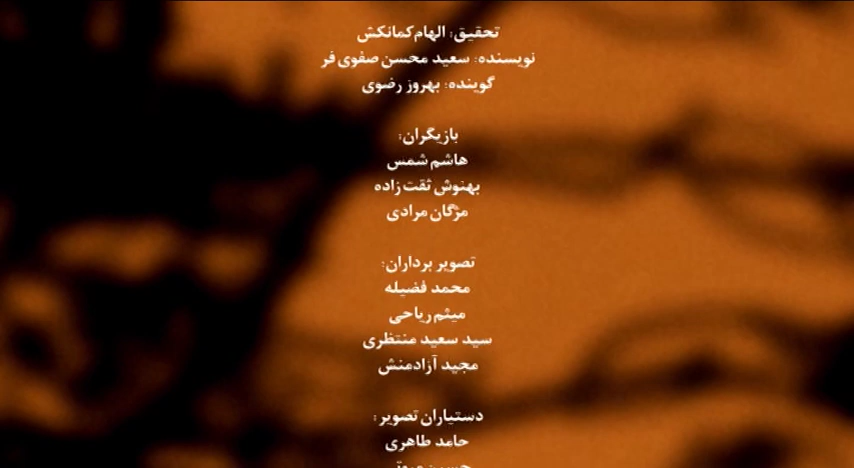 تحقیق: الهام کمانکش
نویسنده: سعید محسن صفوی فر
گوینده: بهروز رضوی
بازیگران:
هاشم شمس
بهنوش ثقت زاده
مژگان مرادی
تصویر برداران:
محمد فضیله
میثم ریاحی
سید سعید منتظری
مجید آزادمنش
دستیاران تصویر:
حامد طاهری